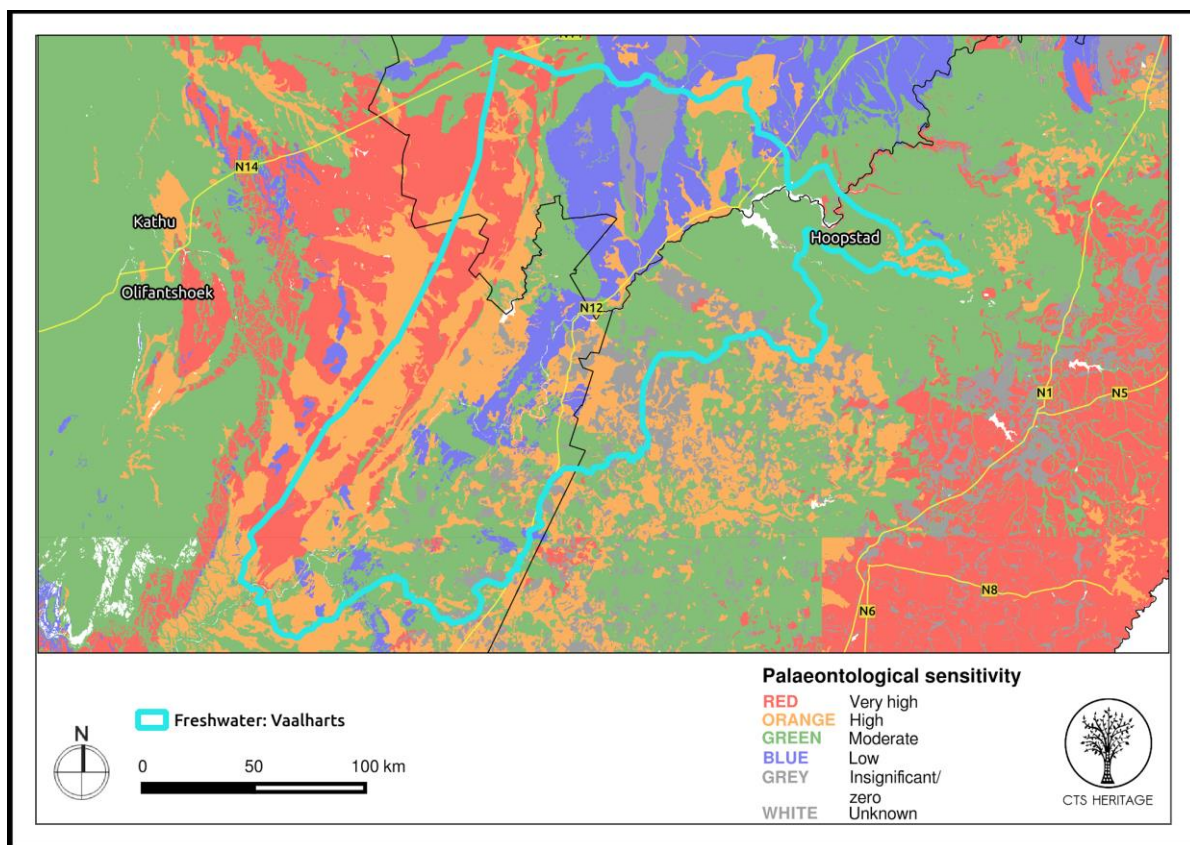 N14
N14
Kathu
Olifantshoek
Hoopstad
N12
N1
N5
N8
N6
Freshwater: Vaalharts
N
0 50 100 km
Palaeontological sensitivity
RED Very high
ORANGE High
GREEN Moderate
BLUE Low
GREY Insignificant/
zero
WHITE Unknown
CTS HERITAGE